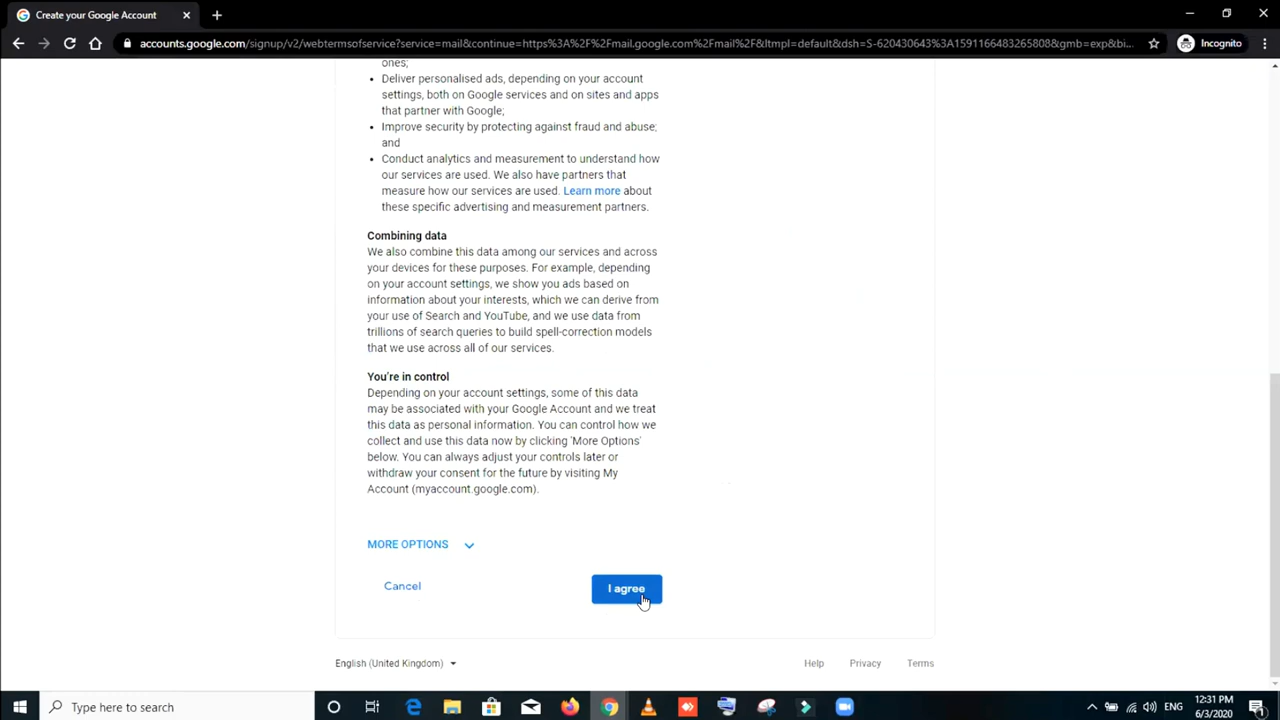 Create your Google Account
accounts.google.com/signup/v2/webtermsofservice?service=mail&continue=https%3A%2F%2Fmail.google.com%2Fmail%2F&ltmpl=default&dsh=S-620430643%3A1591166483265808&gmb=exp&bi...
Incognito
ones;
• Deliver personalised ads, depending on your account
settings, both on Google services and on sites and apps
that partner with Google;
• Improve security by protecting against fraud and abuse;
and
• Conduct analytics and measurement to understand how
our services are used. We also have partners that
measure how our services are used. Learn more about
these specific advertising and measurement partners.
Combining data
We also combine this data among our services and across
your devices for these purposes. For example, depending
on your account settings, we show you ads based on
information about your interests, which we can derive from
your use of Search and YouTube, and we use data from
trillions of search queries to build spell-correction models
that we use across all of our services.
You're in control
Depending on your account settings, some of this data
may be associated with your Google Account and we treat
this data as personal information. You can control how we
collect and use this data now by clicking 'More Options'
below. You can always adjust your controls later or
withdraw your consent for the future by visiting My
Account (myaccount.google.com).
MORE OPTIONS
Cancel
I agree
English (United Kingdom)
Help
Privacy
Terms
Type here to search
ENG
12:31 PM
6/3/2020